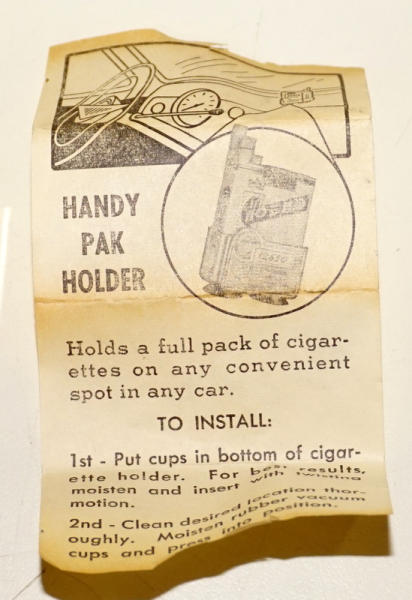 HANDY
PAK
HOLDER
Holds a full pack of cigar-
ettes on any convenient
spot in any car.
TO INSTALL:
1st - Put cups in bottom of cigar-
ette holder. For best results,
moisten and insert with twisting
motion.
2nd - Clean desired location thor-
oughly. Moisten rubber vacuum
cups and press into position.